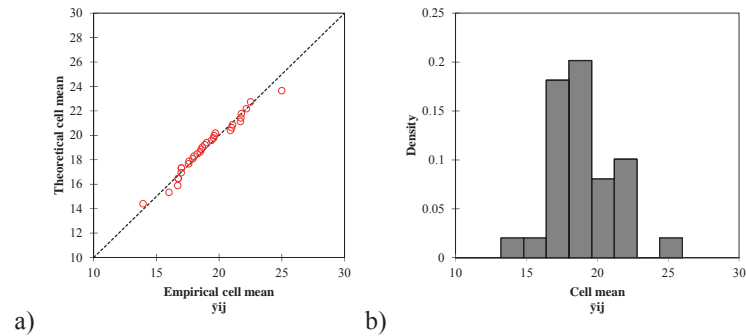 30
28
26
24
22
20
18
16
14
12
10
Theoretical cell mean
10 15 20 25 30
Empirical cell mean
ȳij
a)
0.25
0.2
0.15
0.1
0.05
0
Density
10 15 20 25 30
Cell mean
ȳij
b)